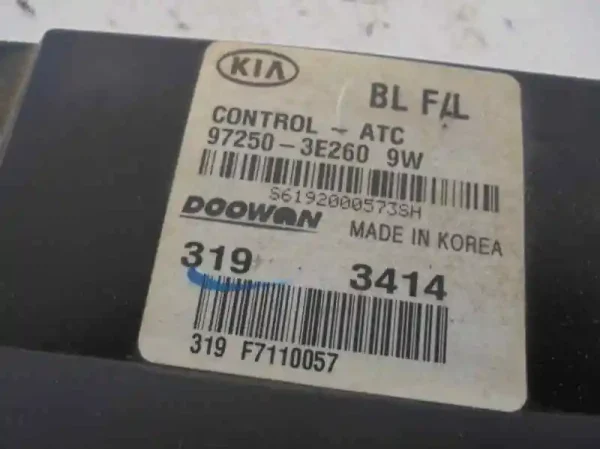 KIA
BL F/L
CONTROL - ATC
97250-3E260 9W
S6192000573SH
DOOWON
MADE IN KOREA
319 3414
319 F7110057